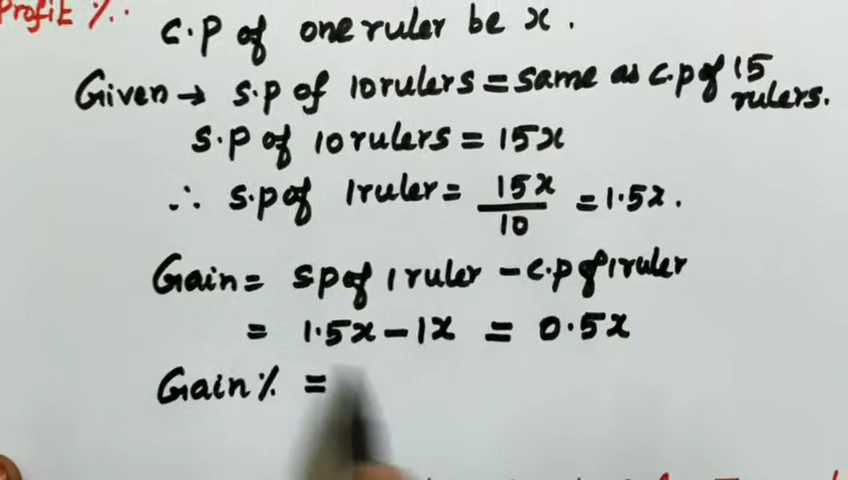 Profit %.
C.P of one ruler be x.
Given → S.P of 10 rulers = same as C.P of 15 rulers.
S.P of 10 rulers = 15x
∴ S.P of 1 ruler = 15x/10 = 1.5x.
Gain = S P of 1 ruler - C.P of 1 ruler
= 1.5x - 1x = 0.5x
Gain % =